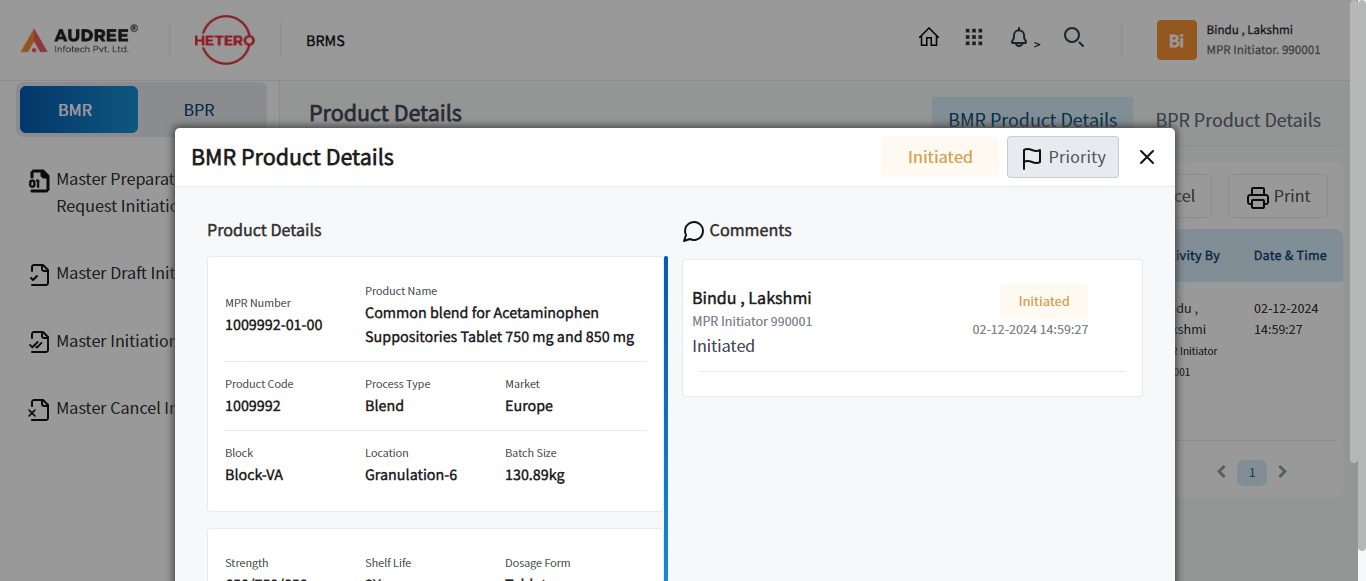 AUDREE®
Infotech Pvt. Ltd.
HETERO
BRMS
>
Bi
Bindu , Lakshmi
MPR Initiator. 990001
BMR
BPR
Product Details
BMR Product Details
BPR Product Details
01
Master Preparat
Request Initiatio
Master Draft Init
Master Initiation
Master Cancel In
BMR Product Details
Initiated
Priority
Product Details
MPR Number
1009992-01-00
Product Name
Common blend for Acetaminophen
Suppositories Tablet 750 mg and 850 mg
Product Code
1009992
Process Type
Blend
Market
Europe
Block
Block-VA
Location
Granulation-6
Batch Size
130.89kg
Strength
Shelf Life
Dosage Form
Comments
Bindu , Lakshmi
MPR Initiator 990001
Initiated
Initiated
02-12-2024 14:59:27
cel
Print
ivity By
Date & Time
du ,
kshmi
Initiator
001
02-12-2024
14:59:27
1